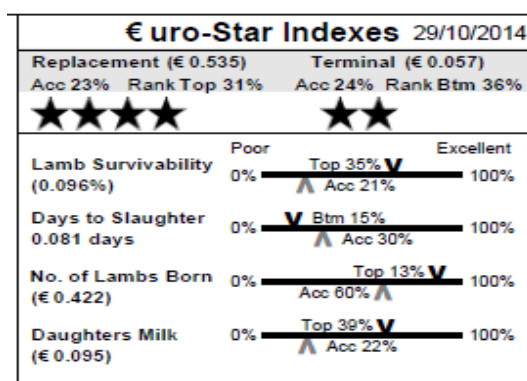 € uro-Star Indexes 29/10/2014
Replacement (€ 0.535) Terminal (€ 0.057)
Acc 23% Rank Top 31% Acc 24% Rank Btm 36%
Poor Excellent
Lamb Survivability 0% Top 35% 100%
(0.096%) Acc 21%
Days to Slaughter 0% Btm 15% 100%
0.081 days Acc 30%
No. of Lambs Born 0% Top 13% 100%
(€ 0.422) Acc 60%
Daughters Milk 0% Top 39% 100%
(€ 0.095) Acc 22%